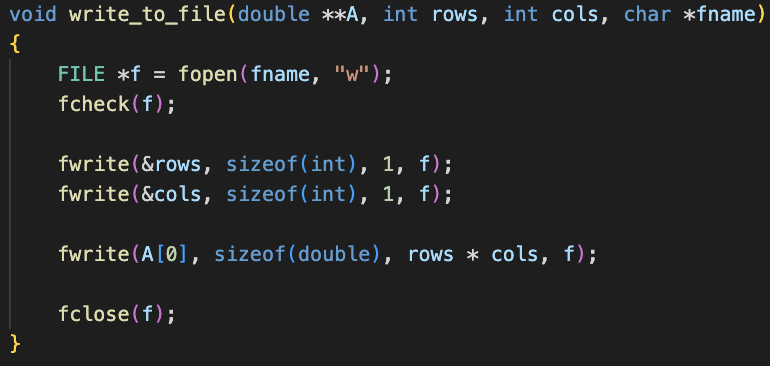 void write_to_file(double **A, int rows, int cols, char *fname)
{
    FILE *f = fopen(fname, "w");
    fcheck(f);

    fwrite(&rows, sizeof(int), 1, f);
    fwrite(&cols, sizeof(int), 1, f);

    fwrite(A[0], sizeof(double), rows * cols, f);

    fclose(f);
}